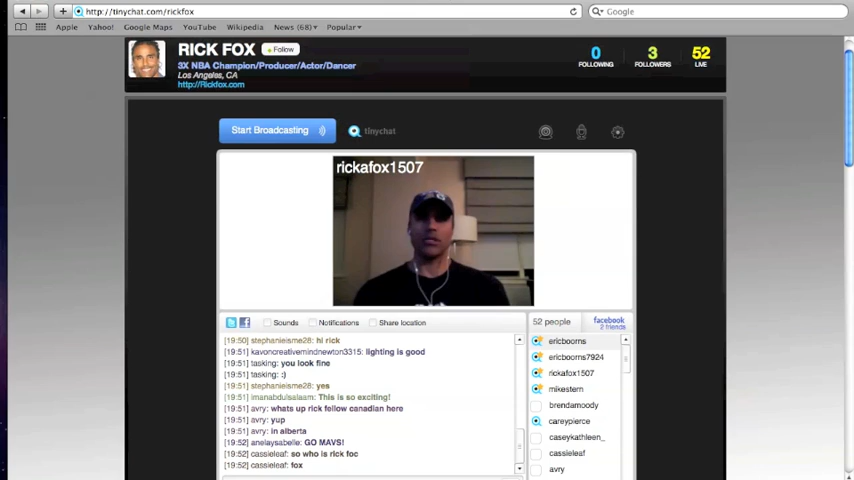 http://tinychat.com/rickfox
Google
Apple Yahoo! Google Maps YouTube Wikipedia News (68) Popular
RICK FOX Follow
3X NBA Champion/Producer/Actor/Dancer
Los Angeles, CA
http://Rickfox.com
0 3 52
FOLLOWING FOLLOWERS LIVE
Start Broadcasting tinychat
rickafox1507
Sounds Notifications Share location
[19:50] stephanieisme28: hi rick
[19:51] kavoncreativemindnewton3315: lighting is good
[19:51] tasking: you look fine
[19:51] tasking: :)
[19:51] stephanieisme28: yes
[19:51] imanabdulsalaam: This is so exciting!
[19:51] avry: whats up rick fellow canadian here
[19:51] avry: yup
[19:51] avry: in alberta
[19:52] anelaysabelle: GO MAVS!
[19:52] cassieleaf: so who is rick foc
[19:52] cassieleaf: fox
52 people
facebook
2 friends
ericboorns
ericboorns7924
rickafox1507
mikestern
brendamoody
careypierce
caseykathleen_
cassieleaf
avry